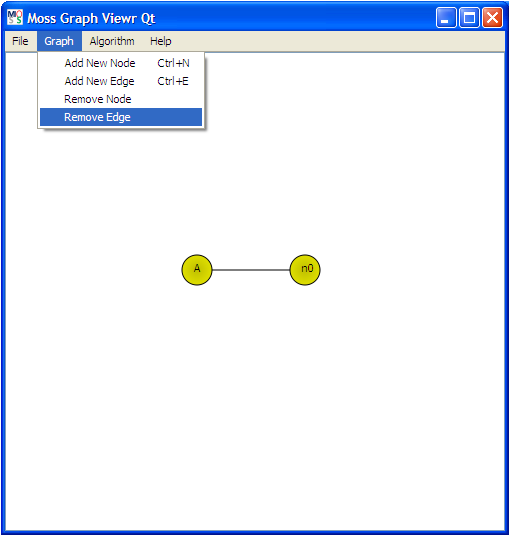 Moss Graph Viewr Qt
File Graph Algorithm Help
Add New Node Ctrl+N
Add New Edge Ctrl+E
Remove Node
Remove Edge
A n0